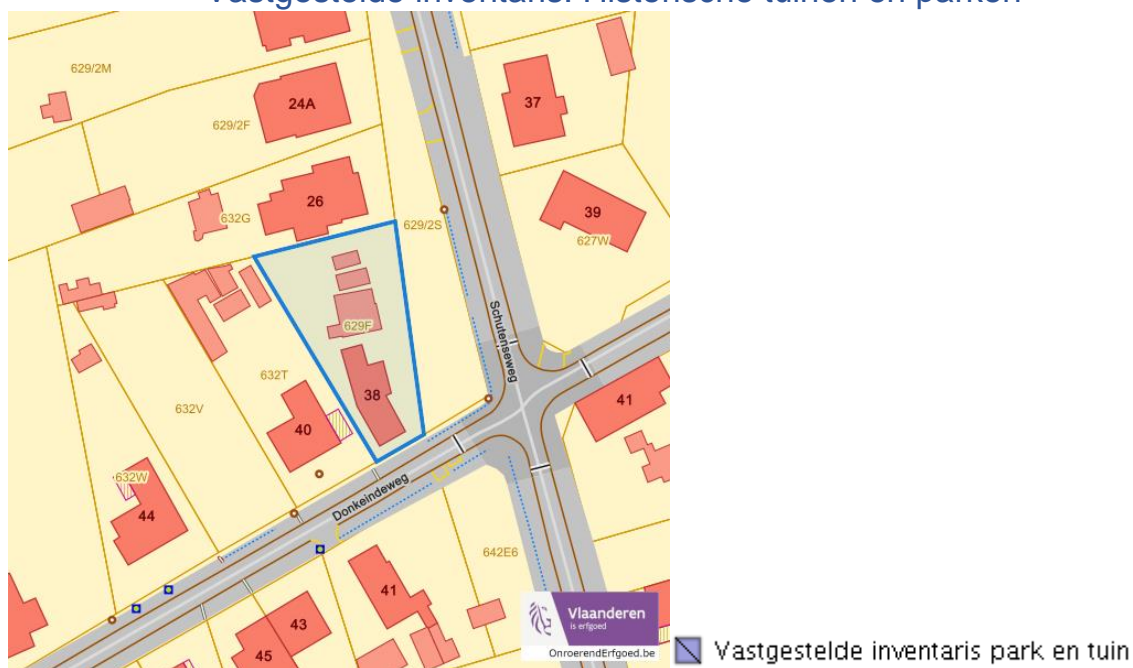 Vastgestelde inventaris: Historische tuinen en parken
629/2M
24A
37
629/2F
26
39
632G
629/2S
627W
Schutenseweg
629F
632T
38
41
632V
40
632W
Donkeindeweg
44
642E6
41
43
45
Vlaanderen
is erfgoed
OnroerendErfgoed.be
Vastgestelde inventaris park en tuin